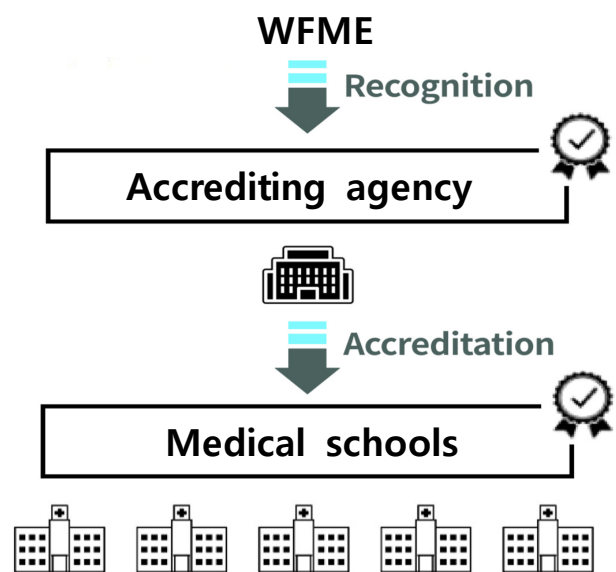 WFME
Recognition
Accrediting agency
Accreditation
Medical schools